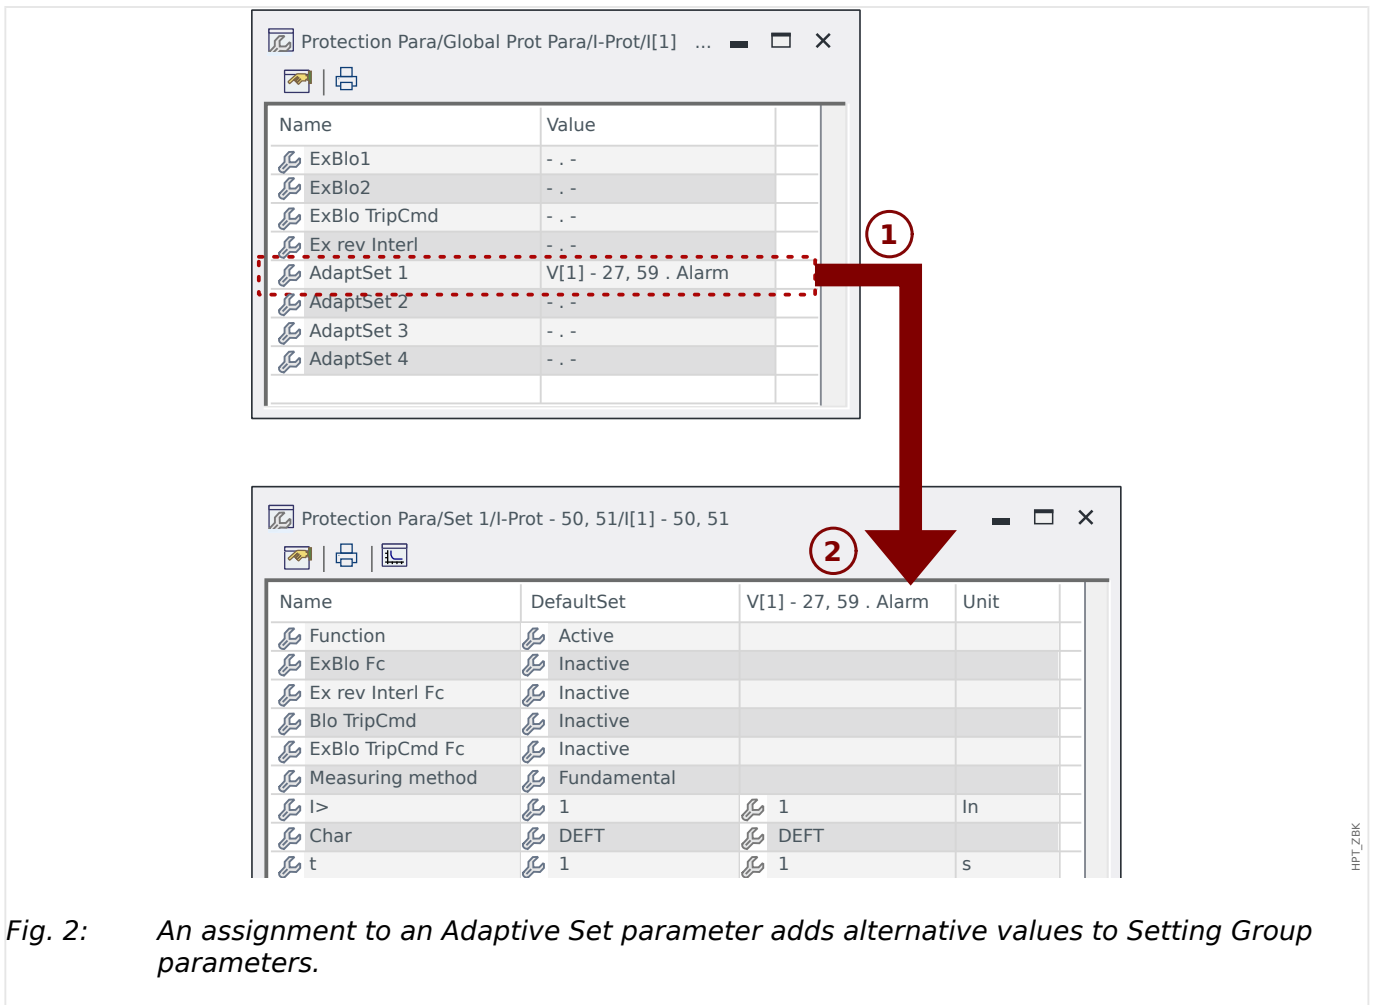 Protection Para/Global Prot Para/I-Prot/I[1] ...
Name Value
ExBlo1 - . -
ExBlo2 - . -
ExBlo TripCmd - . -
Ex rev Interl - . -
AdaptSet 1 V[1] - 27, 59 . Alarm
AdaptSet 2 - . -
AdaptSet 3 - . -
AdaptSet 4 - . -
1
Protection Para/Set 1/I-Prot - 50, 51/I[1] - 50, 51
2
Name DefaultSet V[1] - 27, 59 . Alarm Unit
Function Active
ExBlo Fc Inactive
Ex rev Interl Fc Inactive
Blo TripCmd Inactive
ExBlo TripCmd Fc Inactive
Measuring method Fundamental
I> 1 1 In
Char DEFT DEFT
t 1 1 s
HPT_ZBK
Fig. 2: An assignment to an Adaptive Set parameter adds alternative values to Setting Group
parameters.